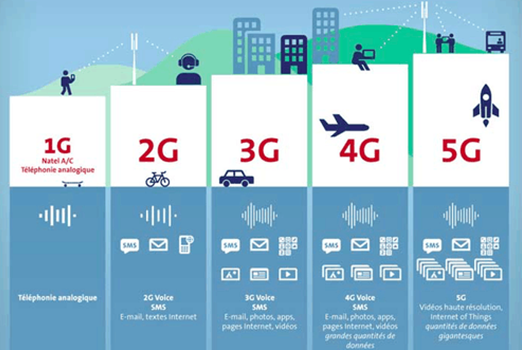 1G
Natel A/C
Téléphonie analogique
2G
3G
4G
5G
SMS
SMS
SMS
SMS
Téléphonie analogique
2G Voice
SMS
E-mail, textes Internet
3G Voice
SMS
E-mail, photos, apps,
pages Internet, vidéos
4G Voice
SMS
E-mail, photos, apps,
pages Internet, vidéos
grandes quantités de
données
5G
Vidéos haute résolution,
Internet of Things
quantités de données
gigantesques